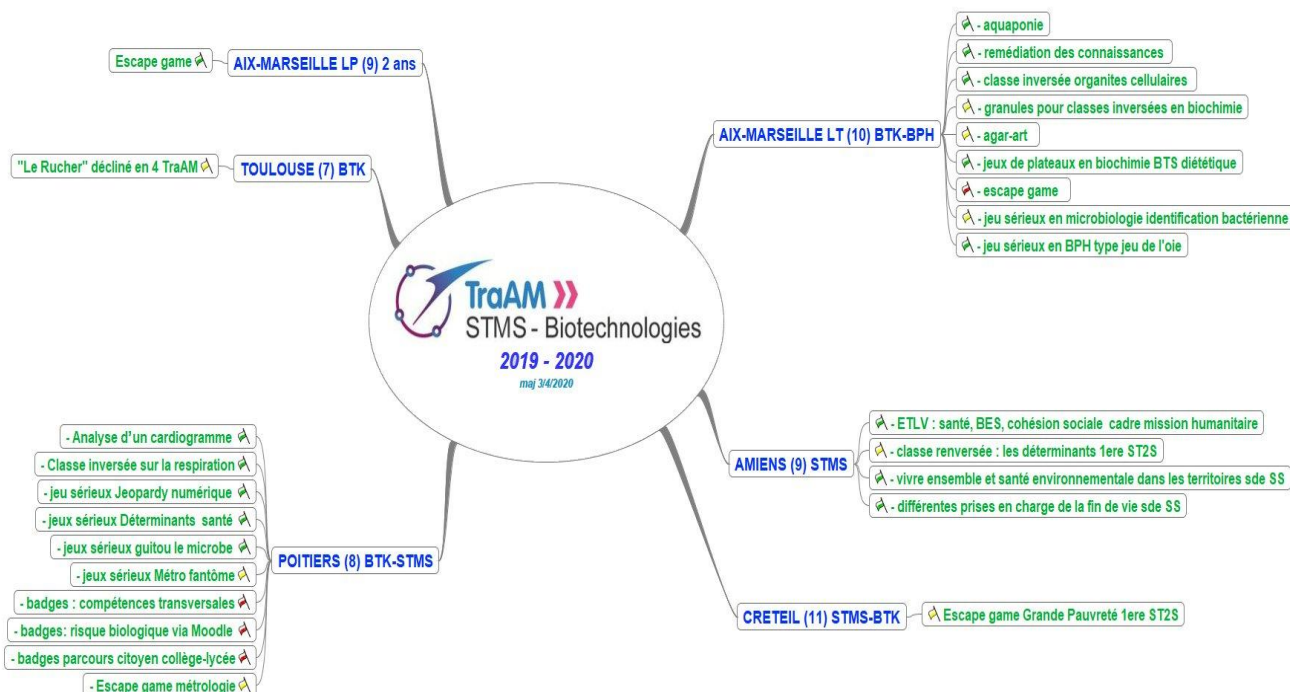 Escape game
AIX-MARSEILLE LP (9) 2 ans
"Le Rucher" décliné en 4 TraAM
TOULOUSE (7) BTK
AIX-MARSEILLE LT (10) BTK-BPH
- aquaponie
- remédiation des connaissances
- classe inversée organites cellulaires
- granules pour classes inversées en biochimie
- agar-art
- jeux de plateaux en biochimie BTS diététique
- escape game
- jeu sérieux en microbiologie identification bactérienne
- jeu sérieux en BPH type jeu de l'oie
TraAM
STMS - Biotechnologies
2019 - 2020
maj 3/4/2020
- Analyse d'un cardiogramme
- Classe inversée sur la respiration
- jeu sérieux Jeopardy numérique
- jeux sérieux Déterminants santé
- jeux sérieux guitou le microbe
- jeux sérieux Métro fantôme
- badges : compétences transversales
- badges: risque biologique via Moodle
- badges parcours citoyen collège-lycée
- Escape game métrologie
POITIERS (8) BTK-STMS
AMIENS (9) STMS
- ETLV : santé, BES, cohésion sociale cadre mission humanitaire
- classe renversée : les déterminants 1ere ST2S
- vivre ensemble et santé environnementale dans les territoires sde SS
- différentes prises en charge de la fin de vie sde SS
CRETEIL (11) STMS-BTK
Escape game Grande Pauvreté 1ere ST2S